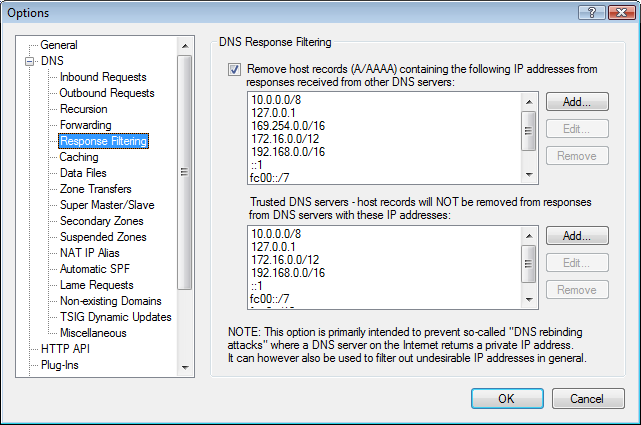 Options
General
DNS
Inbound Requests
Outbound Requests
Recursion
Forwarding
Response Filtering
Caching
Data Files
Zone Transfers
Super Master/Slave
Secondary Zones
Suspended Zones
NAT IP Alias
Automatic SPF
Lame Requests
Non-existing Domains
TSIG Dynamic Updates
Miscellaneous
HTTP API
Plug-Ins
DNS Response Filtering
Remove host records (A/AAAA) containing the following IP addresses from
responses received from other DNS servers:
10.0.0.0/8
127.0.0.1
169.254.0.0/16
172.16.0.0/12
192.168.0.0/16
::1
fc00::/7
Add...
Edit...
Remove
Trusted DNS servers - host records will NOT be removed from responses
from DNS servers with these IP addresses:
10.0.0.0/8
127.0.0.1
172.16.0.0/12
192.168.0.0/16
::1
fc00::/7
Add...
Edit...
Remove
NOTE: This option is primarily intended to prevent so-called "DNS rebinding
attacks" where a DNS server on the Internet returns a private IP address.
It can however also be used to filter out undesirable IP addresses in general.
OK
Cancel